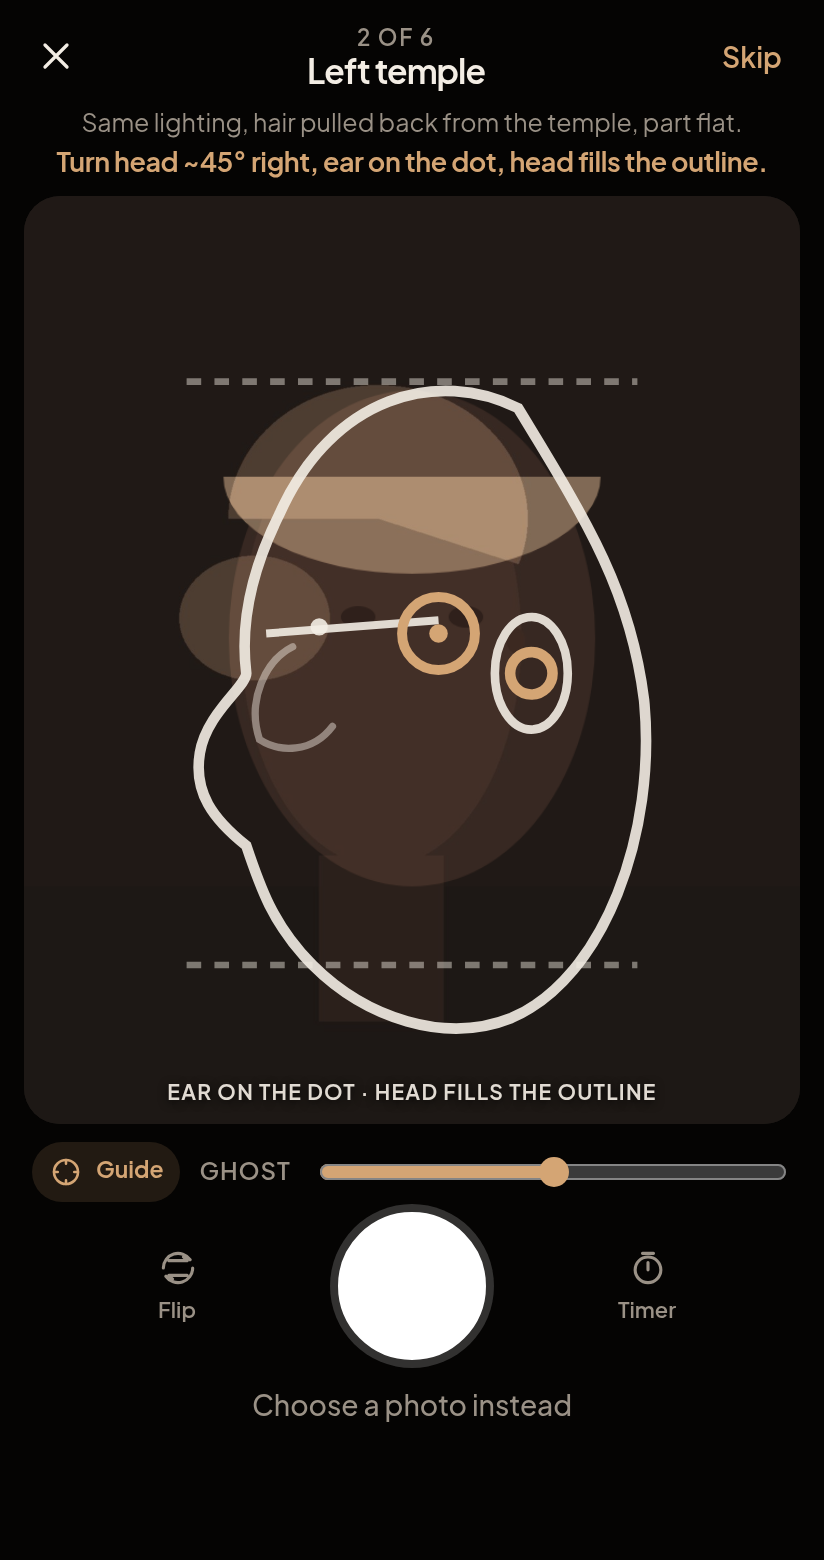 2 OF 6
Left temple
Skip
Same lighting, hair pulled back from the temple, part flat.
Turn head ~45° right, ear on the dot, head fills the outline.
EAR ON THE DOT · HEAD FILLS THE OUTLINE
Guide
GHOST
Flip
Timer
Choose a photo instead